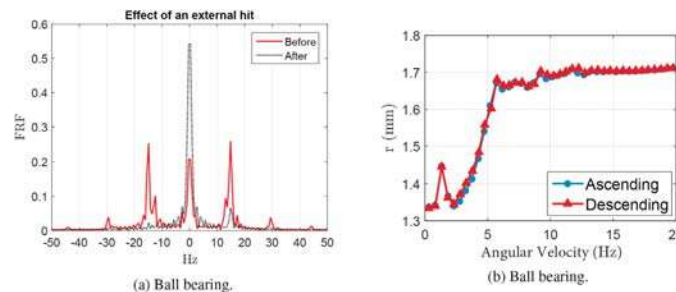 Effect of an external hit
Before
After
0.6
0.5
0.4
0.3
0.2
0.1
0
FRF
-50 -40 -30 -20 -10 0 10 20 30 40 50
Hz
(a) Ball bearing.
1.8
1.7
1.6
1.5
1.4
1.3
r (mm)
Ascending
Descending
0 5 10 15 20
Angular Velocity (Hz)
(b) Ball bearing.